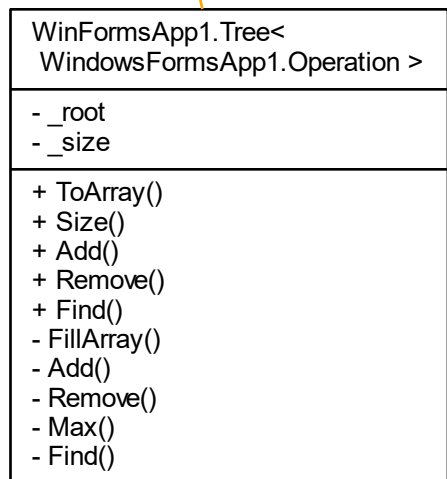 WinFormsApp1.Tree<
WindowsFormsApp1.Operation >
- _root
- _size
+ ToArray()
+ Size()
+ Add()
+ Remove()
+ Find()
- FillArray()
- Add()
- Remove()
- Max()
- Find()